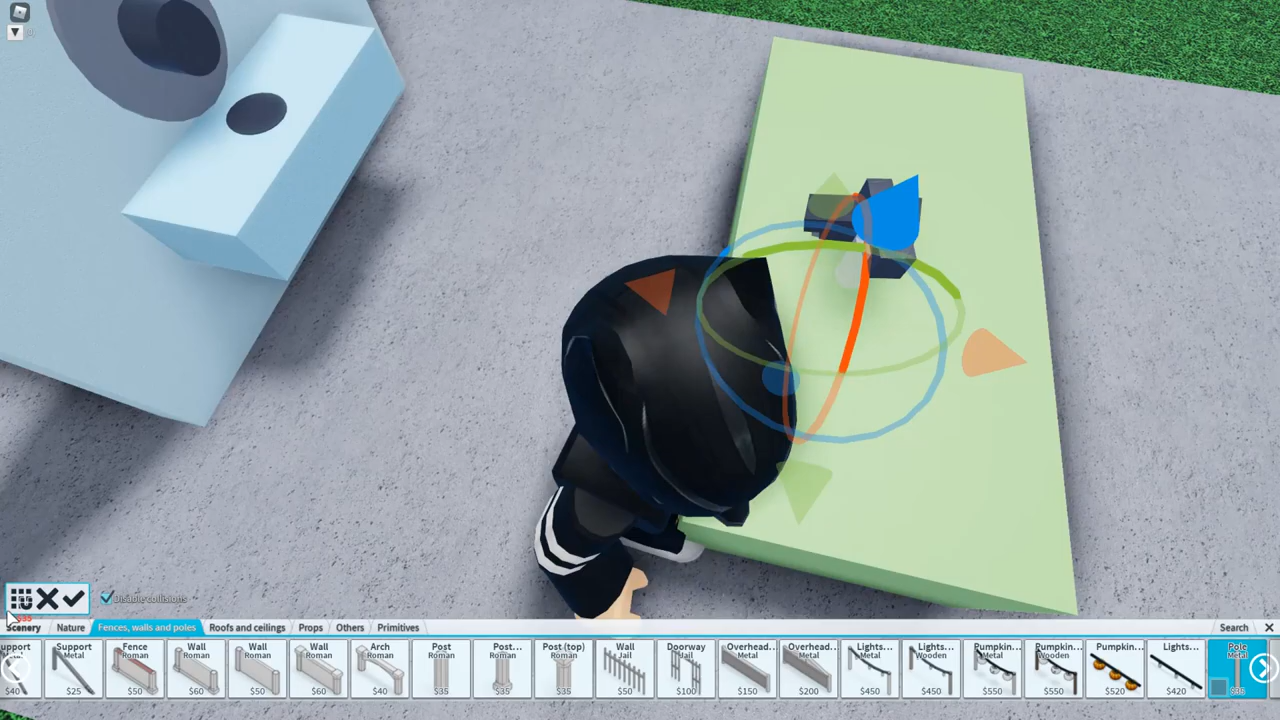 Disable collisions
$35
Scenery Nature Fences, walls and poles Roofs and ceilings Props Others Primitives Search
upport
$40
Support
Metal
$25
Fence
Roman
$50
Wall
Roman
$60
Wall
Roman
$50
Wall
Roman
$60
Arch
Roman
$40
Post
Roman
$35
Post...
Roman
$35
Post (top)
Roman
$35
Wall
Jail
$50
Doorway
Jail
$100
Overhead...
Metal
$150
Overhead...
Metal
$200
Lights...
Metal
$450
Lights...
Wooden
$450
Pumpkin...
Metal
$550
Pumpkin...
Wooden
$550
Pumpkin...
$520
Lights...
$420
Pole
Metal
$35